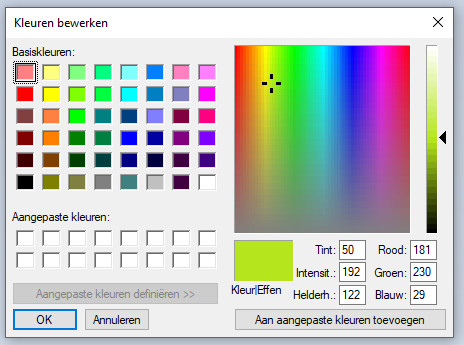 Kleuren bewerken
Basiskleuren:
Aangepaste kleuren:
Aangepaste kleuren definiëren >>
OK
Annuleren
Kleur|Effen
Tint: 50
Rood: 181
Intensit.: 192
Groen: 230
Helderh.: 122
Blauw: 29
Aan aangepaste kleuren toevoegen